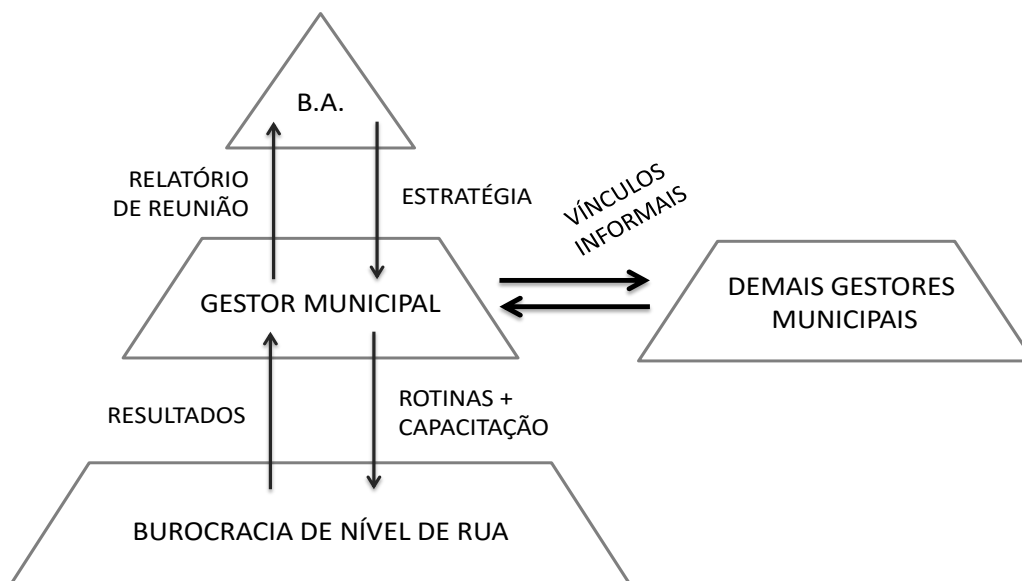 B.A.
RELATÓRIO
DE REUNIÃO
ESTRATÉGIA
VÍNCULOS
INFORMAIS
GESTOR MUNICIPAL
DEMAIS GESTORES
MUNICIPAIS
RESULTADOS
ROTINAS +
CAPACITAÇÃO
BUROCRACIA DE NÍVEL DE RUA